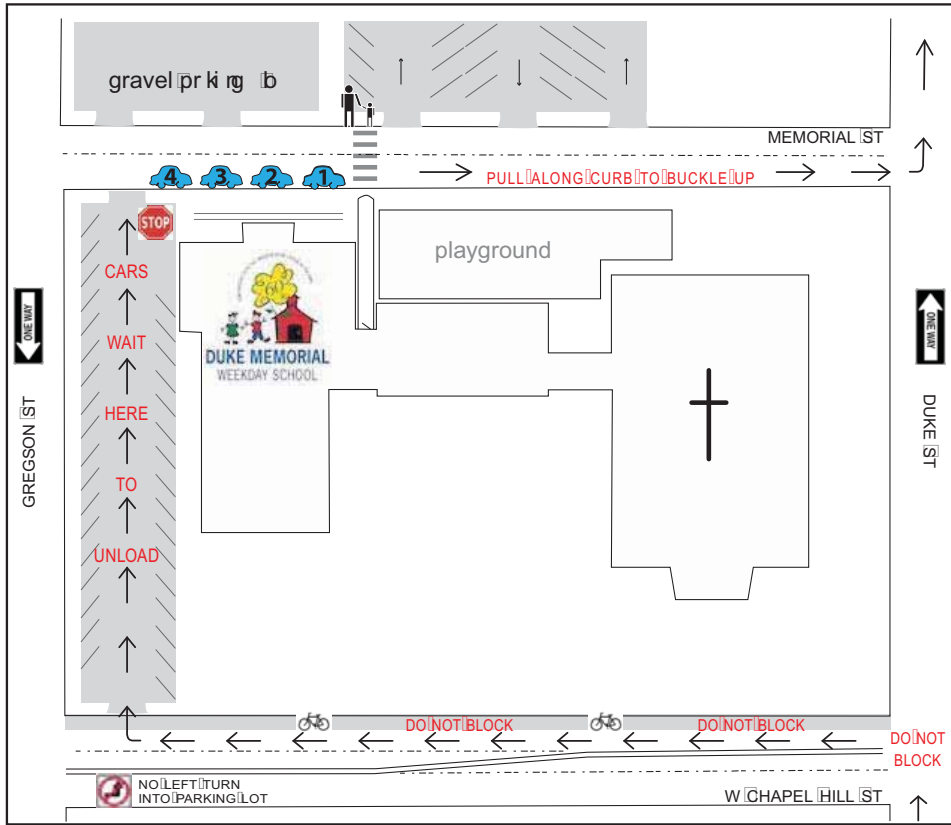 gravel
MEMORIAL ST
4 3 2 1
PULL ALONG CURB TO BUCKLE UP
STOP
playground
CARS
60
ONE WAY
ONE WAY
WAIT
DUKE MEMORIAL
WEEKDAY SCHOOL
HERE
GREGSON ST
DUKE ST
TO
UNLOAD
DO NOT BLOCK
DO NOT BLOCK
DO NOT
BLOCK
NO LEFT TURN
INTO PARKING LOT
W CHAPEL HILL ST